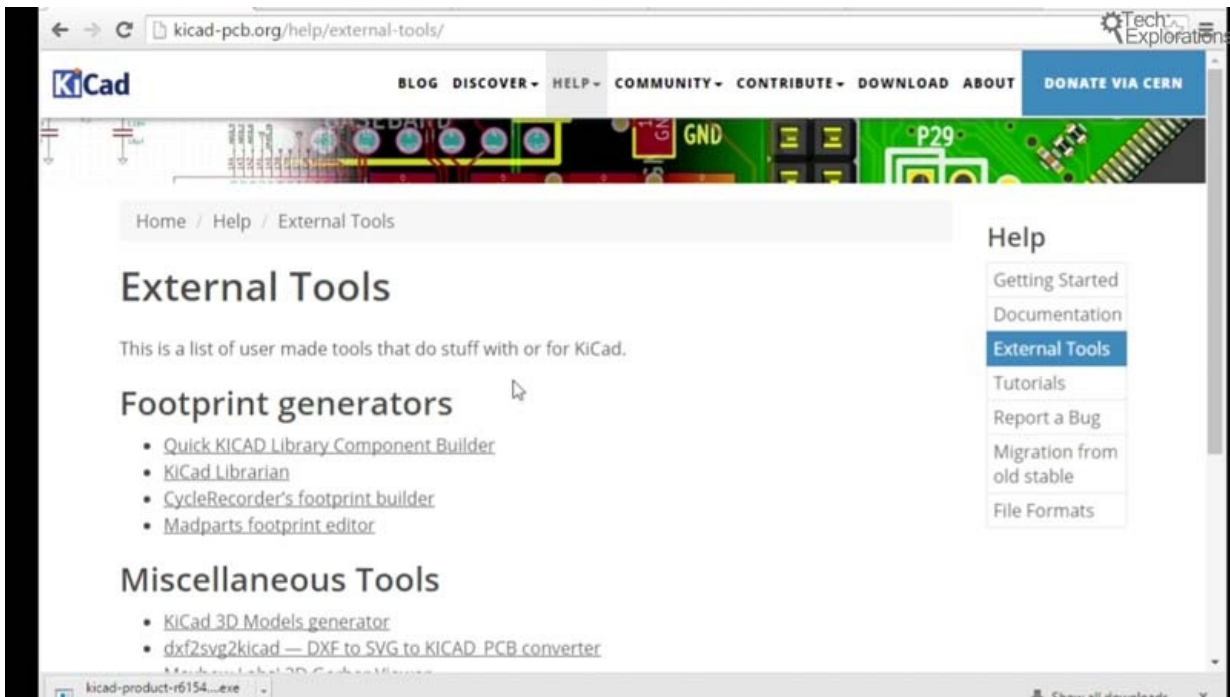 kicad-pcb.org/help/external-tools/
Tech Explorations
KiCad
BLOG DISCOVER HELP COMMUNITY CONTRIBUTE DOWNLOAD ABOUT DONATE VIA CERN
GND
P29
Home / Help / External Tools
External Tools
This is a list of user made tools that do stuff with or for KiCad.
Footprint generators
Quick KICAD Library Component Builder
KiCad Librarian
CycleRecorder's footprint builder
Madparts footprint editor
Miscellaneous Tools
KiCad 3D Models generator
dxf2svg2kicad — DXF to SVG to KICAD_PCB converter
Help
Getting Started
Documentation
External Tools
Tutorials
Report a Bug
Migration from
old stable
File Formats
kicad-product-r6154....exe
Show all downloads